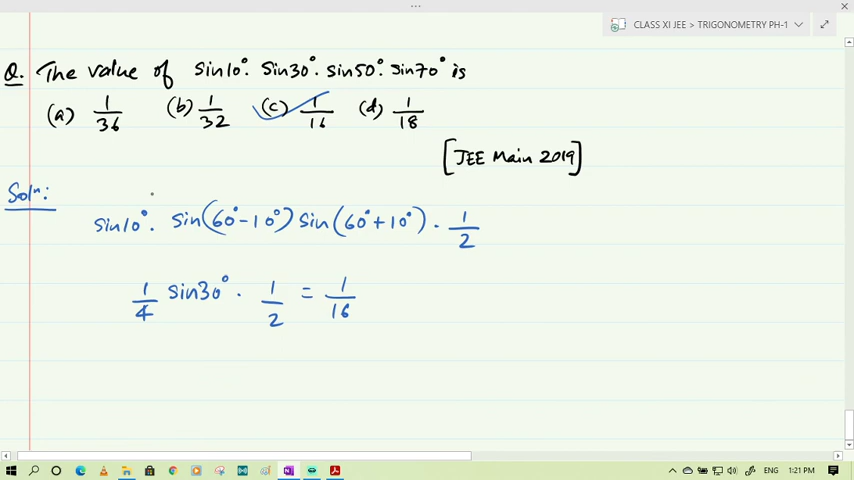 CLASS XI JEE > TRIGONOMETRY PH-1
Q. The value of sin10°. sin30°. sin50°. sin70° is
(a) 1/36 (b) 1/32 (c) 1/16 (d) 1/18
[JEE Main 2019]
Solⁿ:
sin10°. sin(60°-10°) sin(60°+10°) · 1/2
1/4 sin30° · 1/2 = 1/16
ENG 1:21 PM